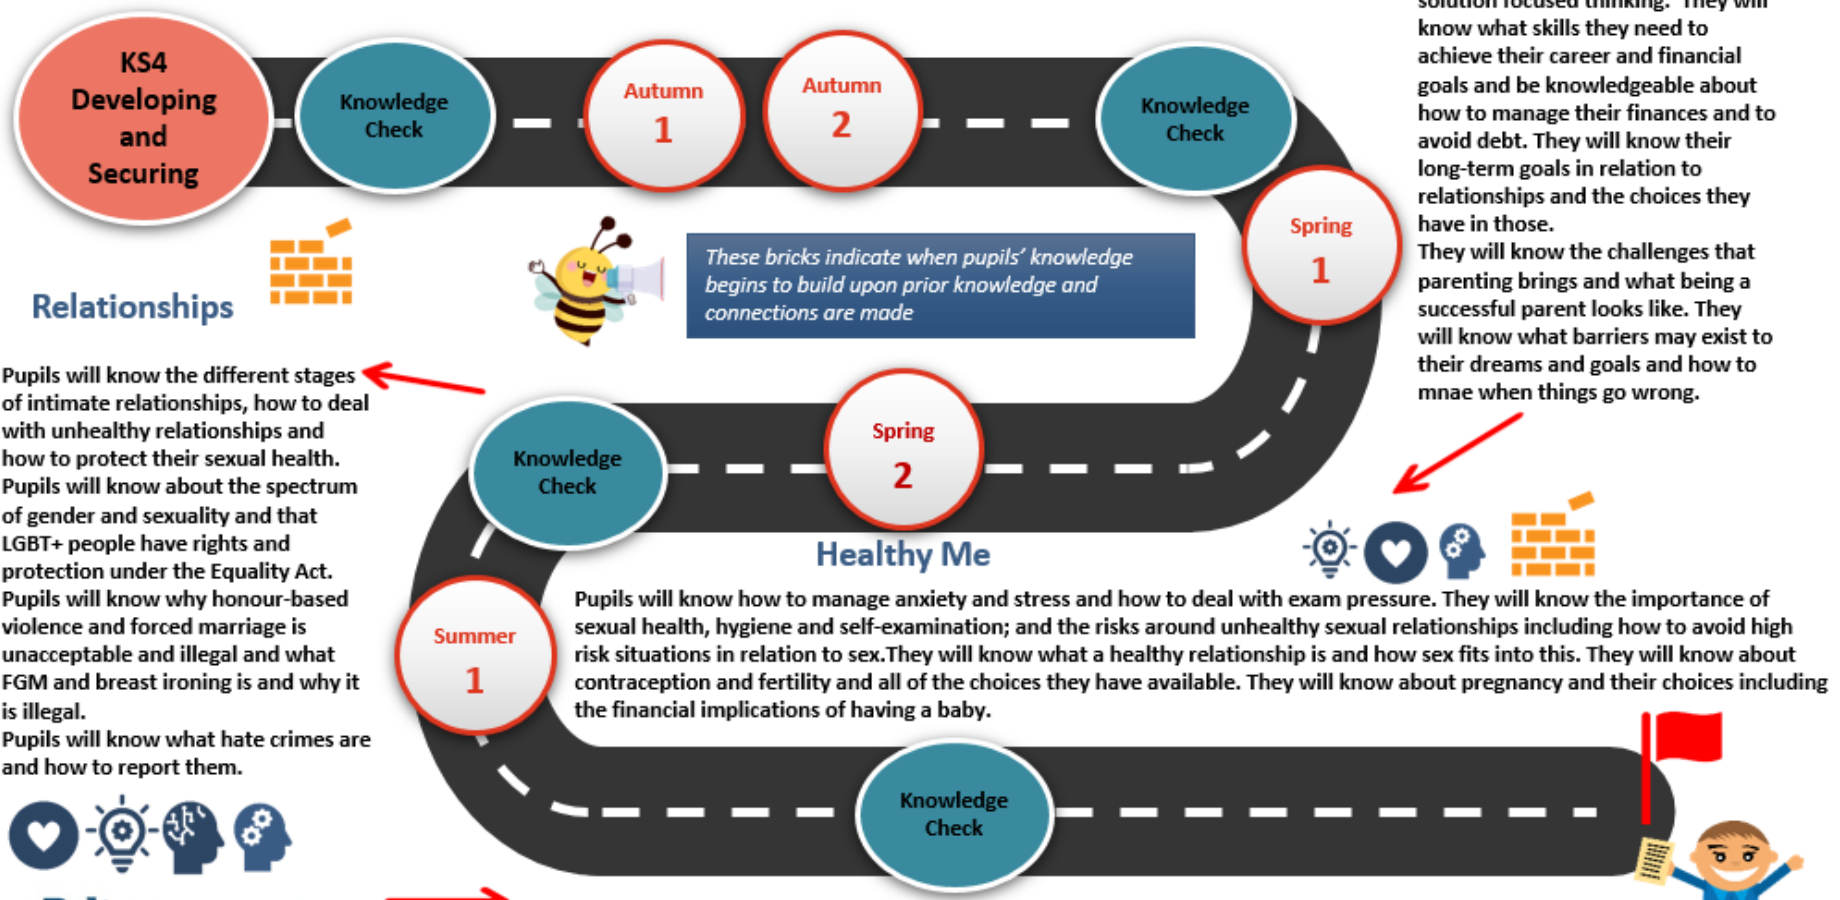 KS4
Developing
and
Securing
Knowledge
Check
Autumn
1
Autumn
2
Knowledge
Check
solution focused thinking. They will
know what skills they need to
achieve their career and financial
goals and be knowledgeable about
how to manage their finances and to
avoid debt. They will know their
long-term goals in relation to
relationships and the choices they
have in those.
They will know the challenges that
parenting brings and what being a
successful parent looks like. They
will know what barriers may exist to
their dreams and goals and how to
mnae when things go wrong.
Spring
1
These bricks indicate when pupils' knowledge
begins to build upon prior knowledge and
connections are made
Relationships
Pupils will know the different stages
of intimate relationships, how to deal
with unhealthy relationships and
how to protect their sexual health.
Pupils will know about the spectrum
of gender and sexuality and that
LGBT+ people have rights and
protection under the Equality Act.
Pupils will know why honour-based
violence and forced marriage is
unacceptable and illegal and what
FGM and breast ironing is and why it
is illegal.
Pupils will know what hate crimes are
and how to report them.
Spring
2
Knowledge
Check
Healthy Me
Pupils will know how to manage anxiety and stress and how to deal with exam pressure. They will know the importance of
sexual health, hygiene and self-examination; and the risks around unhealthy sexual relationships including how to avoid high
risk situations in relation to sex.They will know what a healthy relationship is and how sex fits into this. They will know about
contraception and fertility and all of the choices they have available. They will know about pregnancy and their choices including
the financial implications of having a baby.
Summer
1
Knowledge
Check